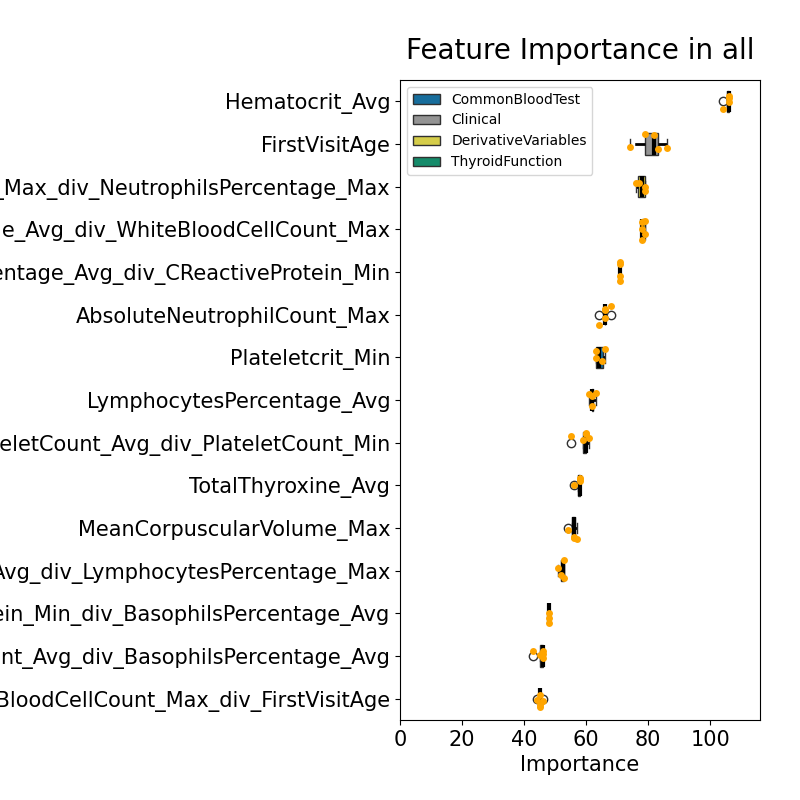 Feature Importance in all
Hematocrit_Avg
FirstVisitAge
_Max_div_NeutrophilsPercentage_Max
e_Avg_div_WhiteBloodCellCount_Max
entage_Avg_div_CReactiveProtein_Min
AbsoluteNeutrophilCount_Max
Plateletcrit_Min
LymphocytesPercentage_Avg
eletCount_Avg_div_PlateletCount_Min
TotalThyroxine_Avg
MeanCorpuscularVolume_Max
Avg_div_LymphocytesPercentage_Max
ein_Min_div_BasophilsPercentage_Avg
nt_Avg_div_BasophilsPercentage_Avg
BloodCellCount_Max_div_FirstVisitAge
CommonBloodTest
Clinical
DerivativeVariables
ThyroidFunction
0 20 40 60 80 100
Importance